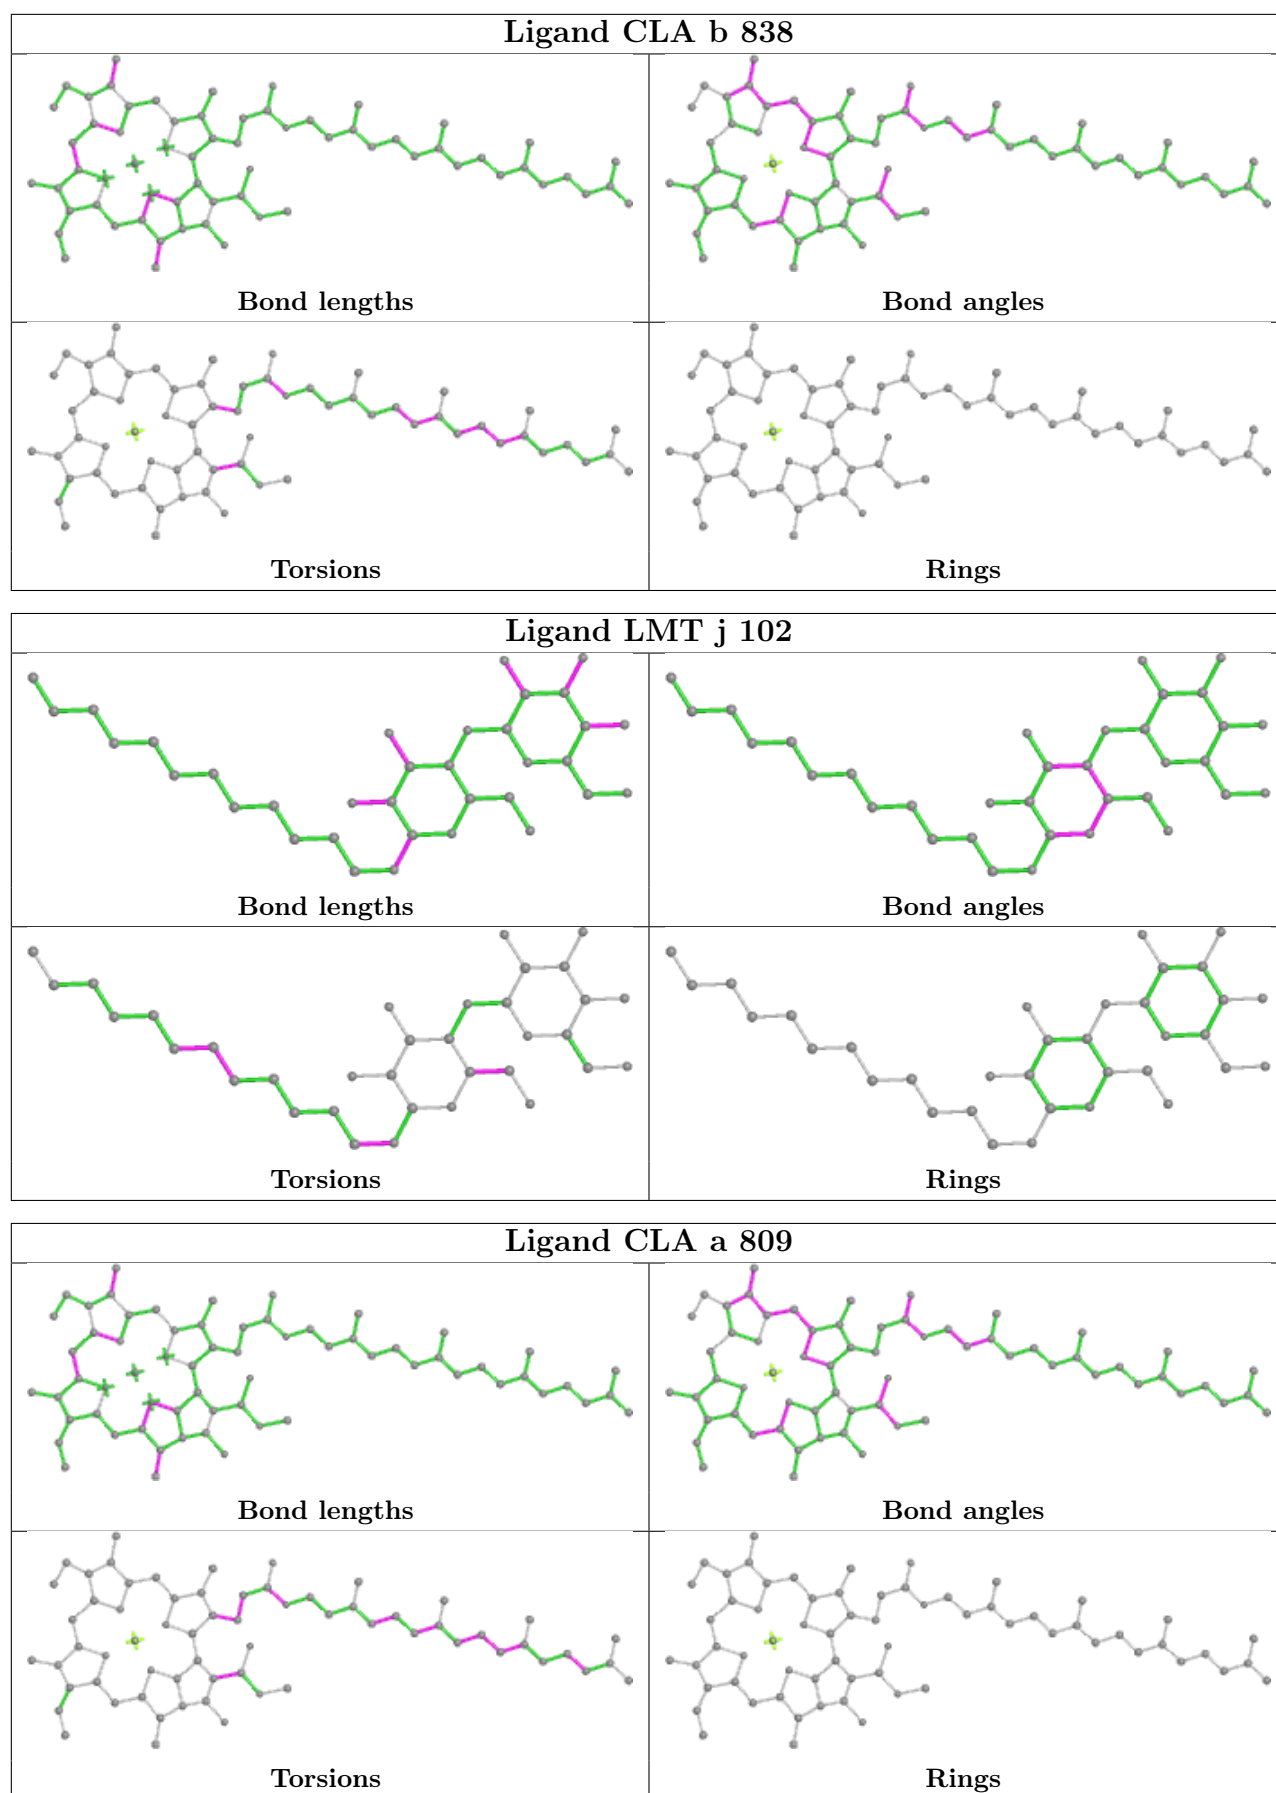 Ligand CLA b 838
Bond lengths
Bond angles
Torsions
Rings
Ligand LMT j 102
Bond lengths
Bond angles
Torsions
Rings
Ligand CLA a 809
Bond lengths
Bond angles
Torsions
Rings